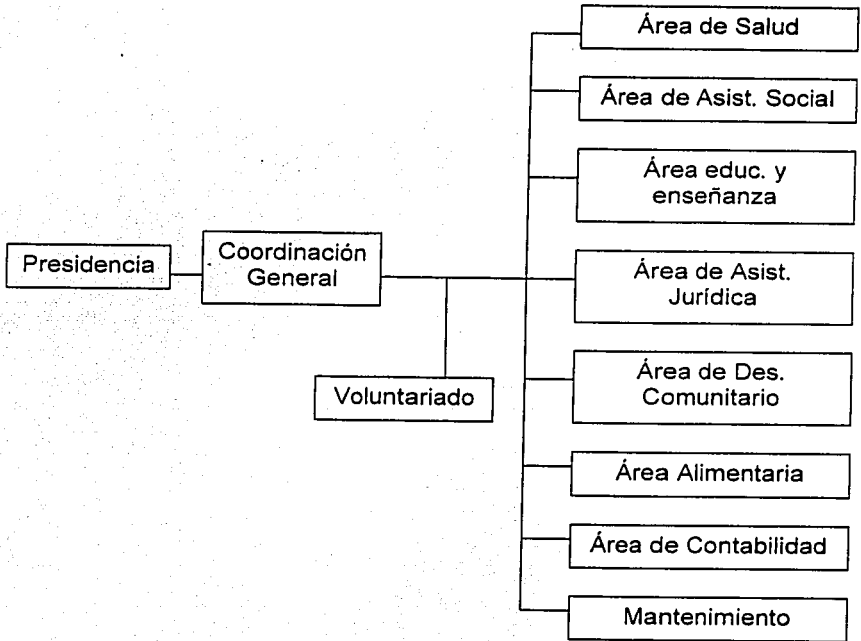 Área de Salud
Área de Asist. Social
Área educ. y
enseñanza
Presidencia
Coordinación
General
Área de Asist.
Jurídica
Voluntariado
Área de Des.
Comunitario
Área Alimentaria
Área de Contabilidad
Mantenimiento